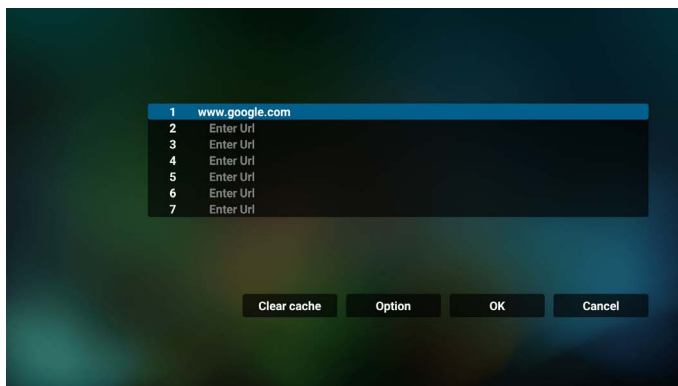 1 www.google.com
2 Enter Url
3 Enter Url
4 Enter Url
5 Enter Url
6 Enter Url
7 Enter Url
Clear cache Option OK Cancel